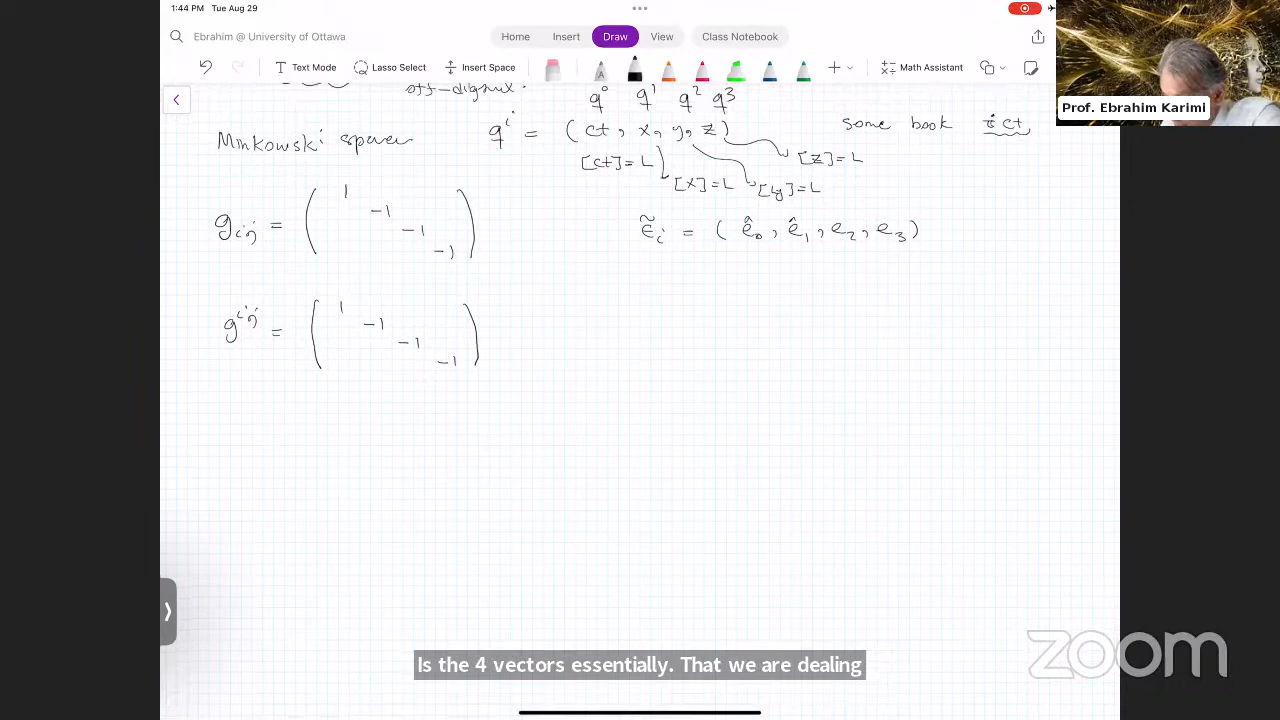 1:44 PM Tue Aug 29
Ebrahim @ University of Ottawa
Home Insert Draw View Class Notebook
Text Mode Lasso Select Insert Space Math Assistant
Prof. Ebrahim Karimi
q⁰ q¹ q² q³
Minkowski space qⁱ = (ct, x, y, z) some book ict
[ct]=L [x]=L [y]=L [z]=L
gᵢⱼ = ( 1 -1 -1 -1 )
ẽᵢ = ( ê₀, ê₁, e₂, e₃ )
gⁱʲ = ( 1 -1 -1 -1 )
Is the 4 vectors essentially. That we are dealing
zoom